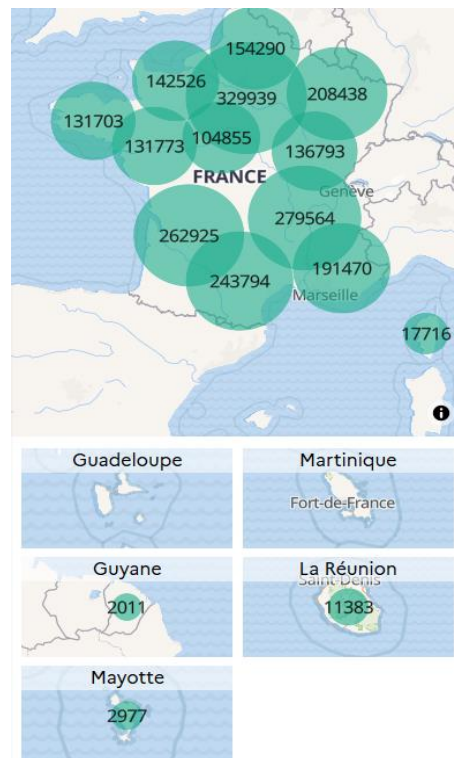 154290
142526
329939
208438
131703
104855
131773
136793
FRANCE
Genève
279564
262925
191470
243794
Marseille
17716
Guadeloupe
Martinique
Fort-de-France
Guyane
La Réunion
Saint-Denis
2011
11383
Mayotte
2977